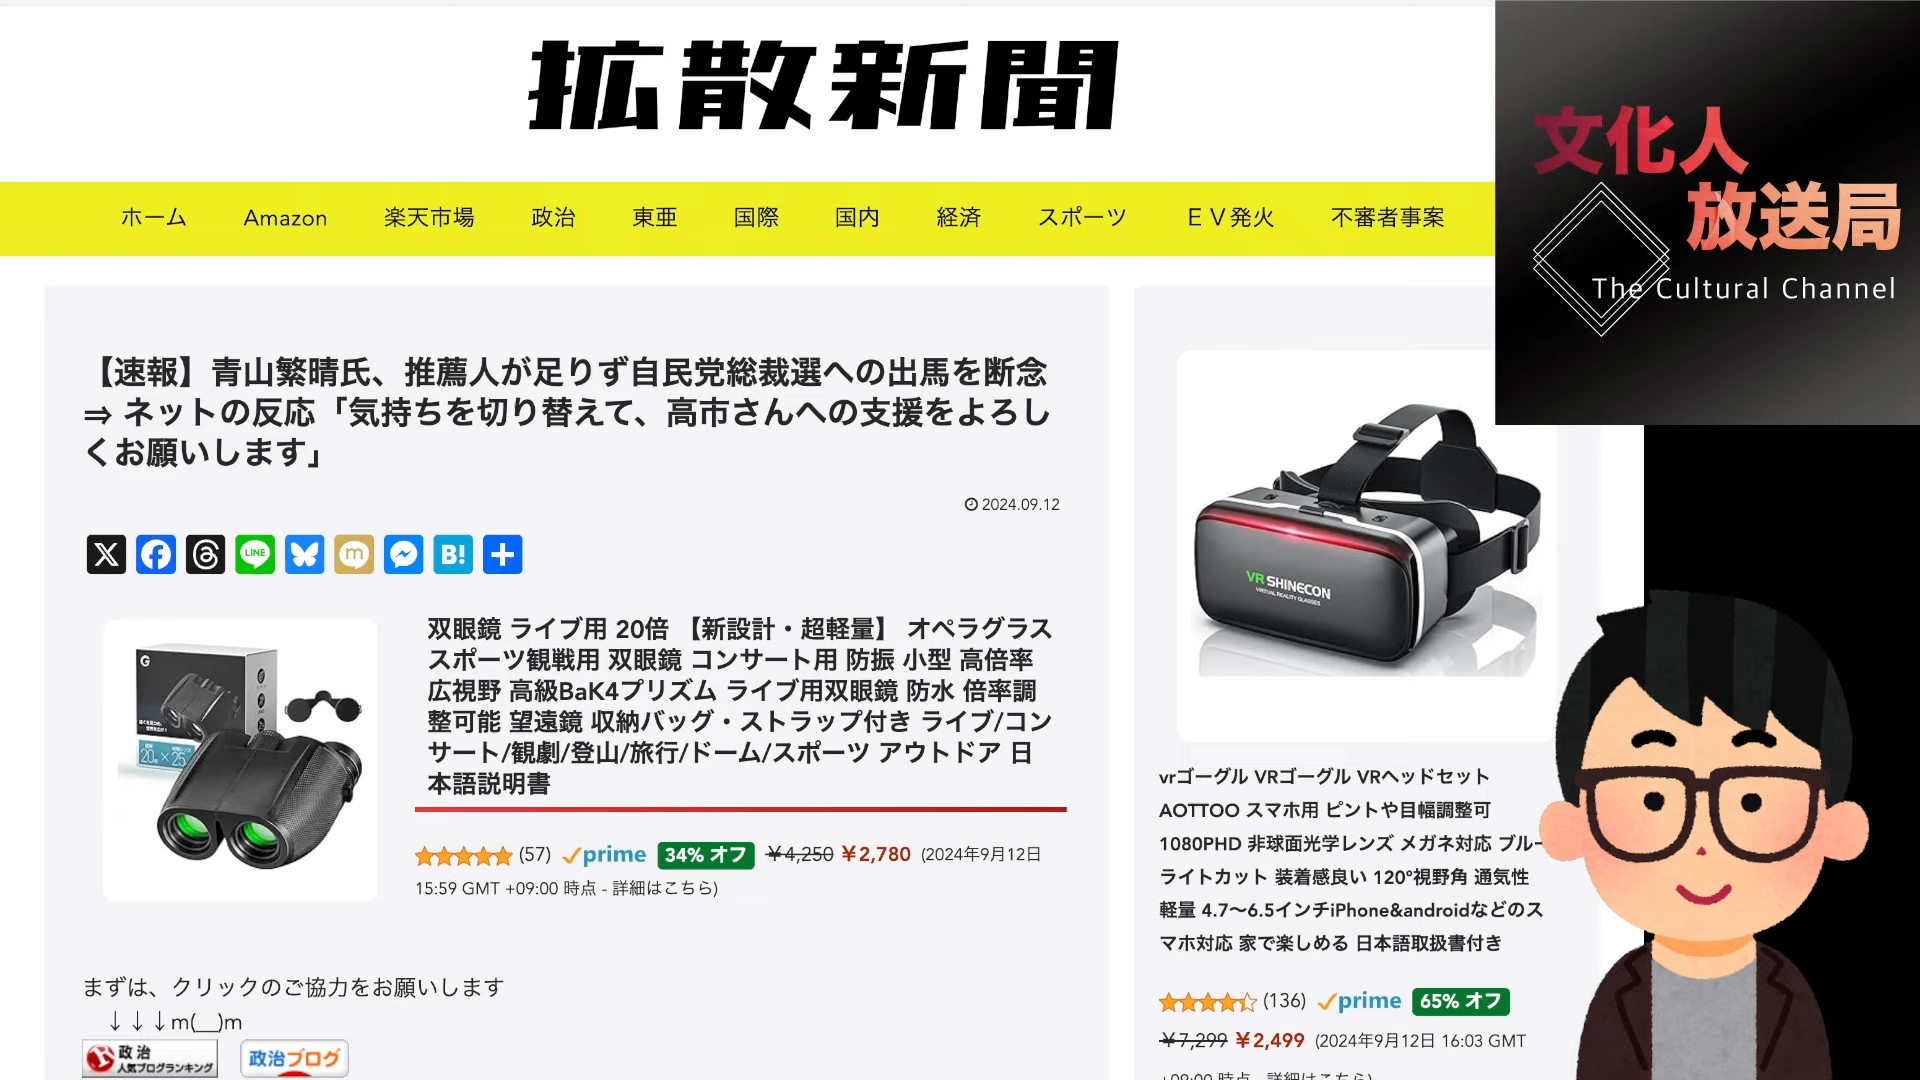 拡散新聞
ホーム Amazon 楽天市場 政治 東亜 国際 国内 経済 スポーツ EV発火 不審者事案
文化人
放送局
The Cultural Channel
【速報】青山繁晴氏、推薦人が足りず自民党総裁選への出馬を断念
⇒ ネットの反応「気持ちを切り替えて、高市さんへの支援をよろし
くお願いします」
2024.09.12
LINE
B!
双眼鏡 ライブ用 20倍 【新設計・超軽量】 オペラグラス
スポーツ観戦用 双眼鏡 コンサート用 防振 小型 高倍率
広視野 高級BaK4プリズム ライブ用双眼鏡 防水 倍率調
整可能 望遠鏡 収納バッグ・ストラップ付き ライブ/コン
サート/観劇/登山/旅行/ドーム/スポーツ アウトドア 日
本語説明書
(57) prime 34% オフ ￥4,250 ￥2,780 (2024年9月12日
15:59 GMT +09:00 時点 - 詳細はこちら)
まずは、クリックのご協力をお願いします
↓↓↓m(__)m
政治
人気ブログランキング
政治ブログ
VR SHINECON
VIRTUAL REALITY GLASSES
vrゴーグル VRゴーグル VRヘッドセット
AOTTOO スマホ用 ピントや目幅調整可
1080PHD 非球面光学レンズ メガネ対応 ブルー
ライトカット 装着感良い 120°視野角 通気性
軽量 4.7〜6.5インチiPhone&androidなどのス
マホ対応 家で楽しめる 日本語取扱書付き
(136) prime 65% オフ
￥7,299 ￥2,499 (2024年9月12日 16:03 GMT
+09:00 時点 - 詳細はこちら)